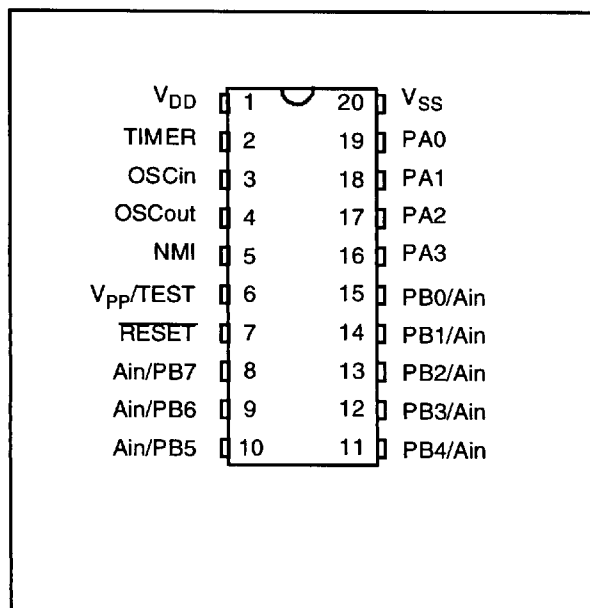 VDD 1 20 VSS
TIMER 2 19 PA0
OSCin 3 18 PA1
OSCout 4 17 PA2
NMI 5 16 PA3
VPP/TEST 6 15 PB0/Ain
RESET 7 14 PB1/Ain
Ain/PB7 8 13 PB2/Ain
Ain/PB6 9 12 PB3/Ain
Ain/PB5 10 11 PB4/Ain